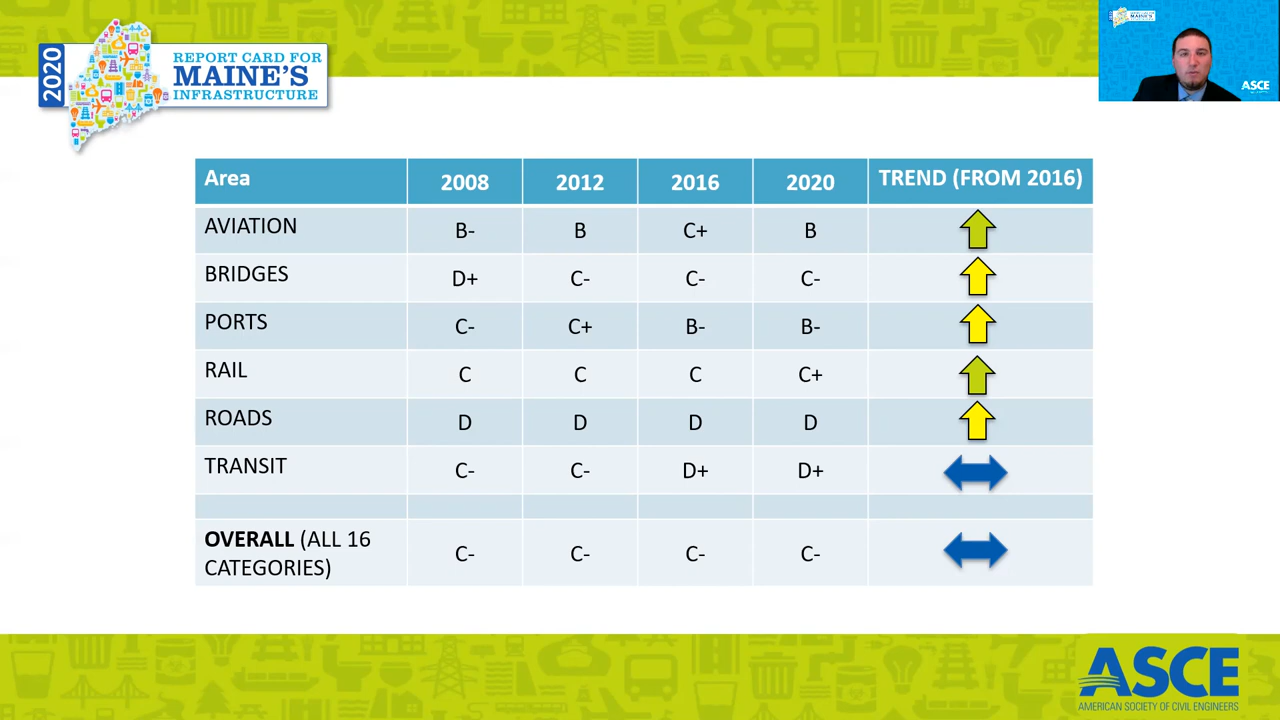 2020
REPORT CARD FOR
MAINE'S
INFRASTRUCTURE
ASCE
Area 2008 2012 2016 2020 TREND (FROM 2016)
AVIATION B- B C+ B
BRIDGES D+ C- C- C-
PORTS C- C+ B- B-
RAIL C C C C+
ROADS D D D D
TRANSIT C- C- D+ D+
OVERALL (ALL 16
CATEGORIES) C- C- C- C-
ASCE
AMERICAN SOCIETY OF CIVIL ENGINEERS